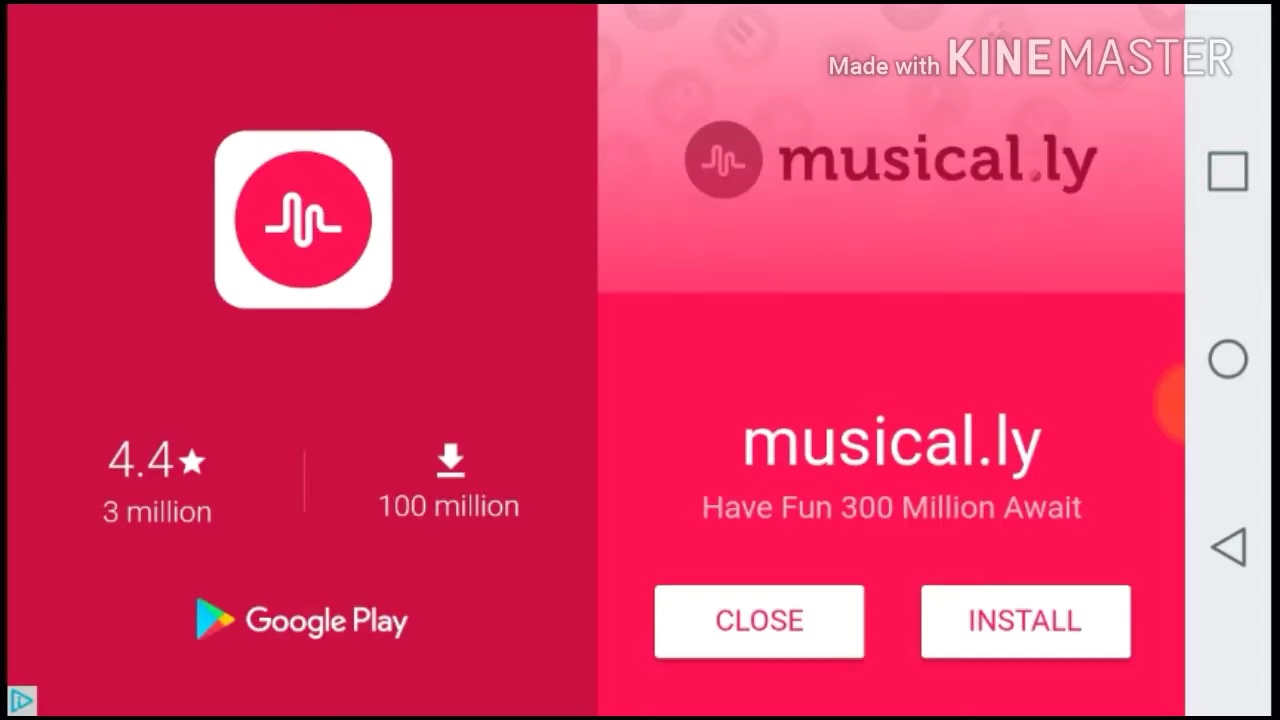 Made with KINEMASTER
musical.ly
4.4★
3 million
100 million
Google Play
musical.ly
Have Fun 300 Million Await
CLOSE
INSTALL